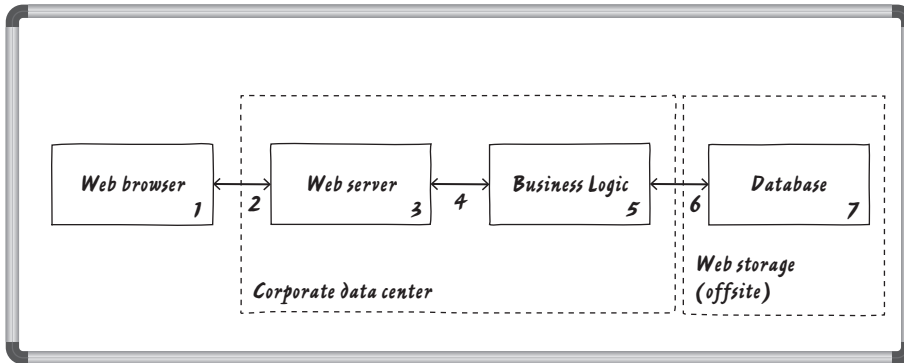 Web browser
1
2
Web server
3
4
Business Logic
5
6
Database
7
Corporate data center
Web storage
(offsite)